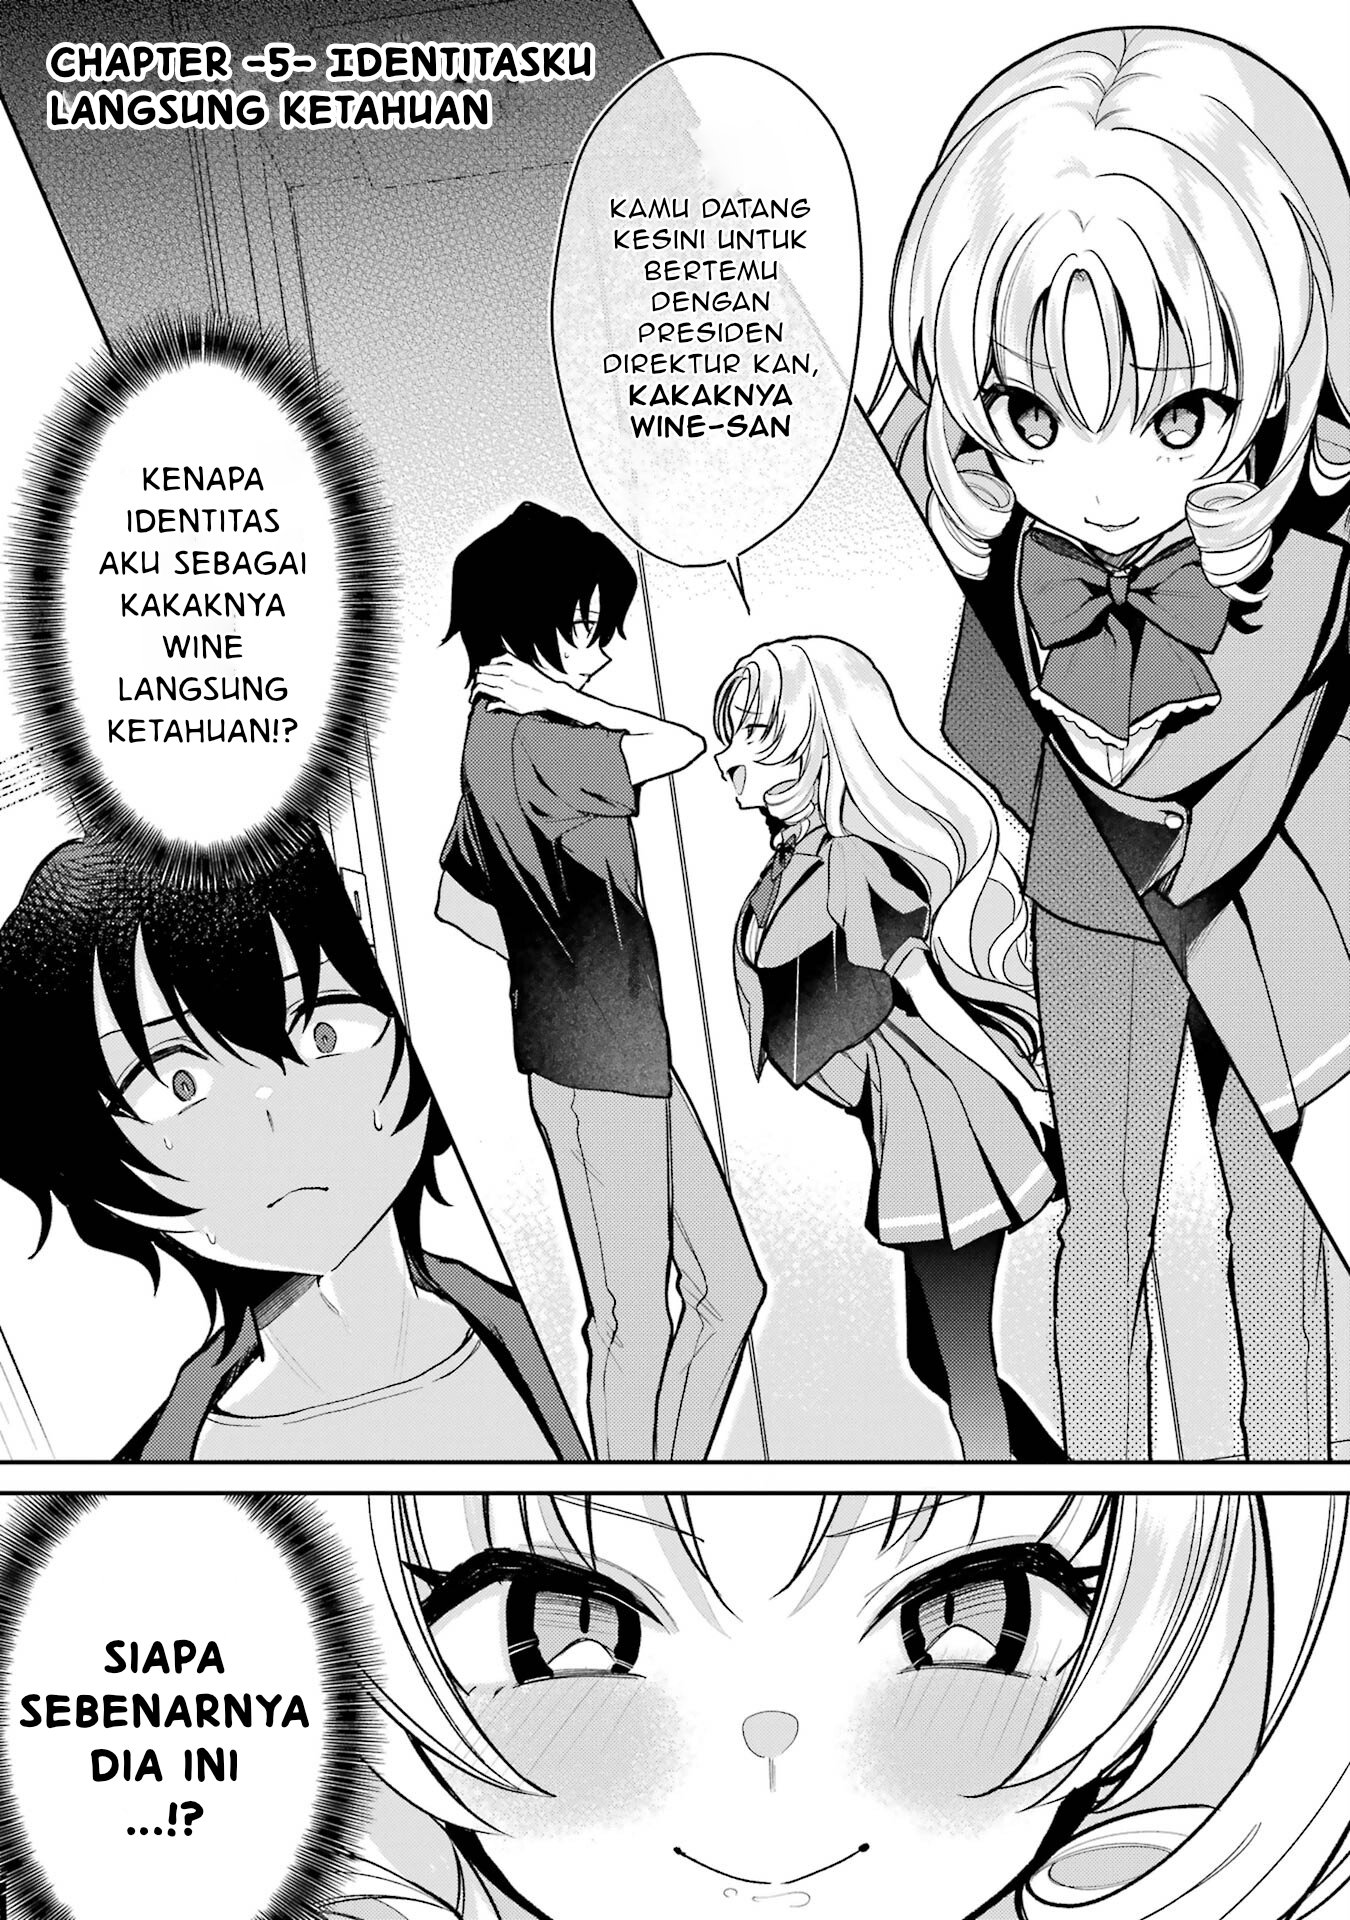 CHAPTER -5- IDENTITASKU
LANGSUNG KETAHUAN
KAMU DATANG
KESINI UNTUK
BERTEMU
DENGAN
PRESIDEN
DIREKTUR KAN,
KAKAKNYA
WINE-SAN
KENAPA
IDENTITAS
AKU SEBAGAI
KAKAKNYA
WINE
LANGSUNG
KETAHUAN!?
SIAPA
SEBENARNYA
DIA INI
...!?